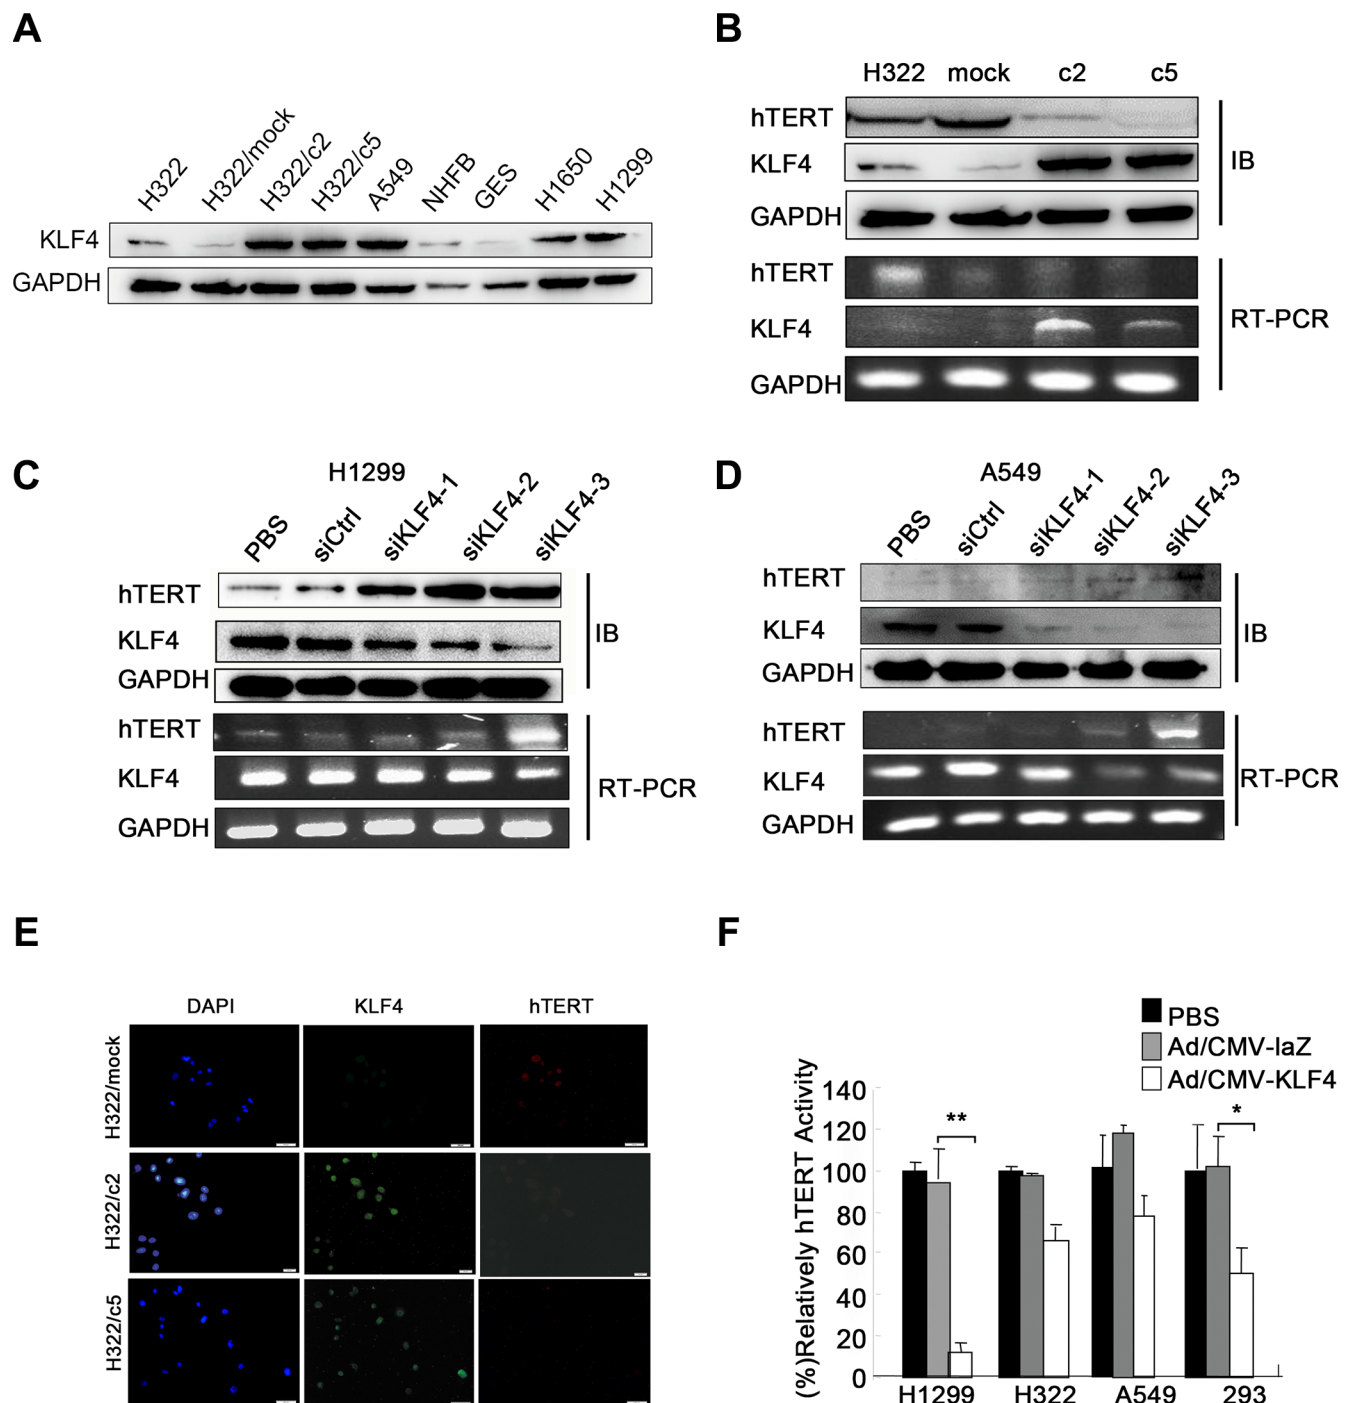 A
H322
H322/mock
H322/c2
H322/c5
A549
NHFB
GES
H1650
H1299
KLF4
GAPDH
B
H322 mock c2 c5
hTERT
KLF4
GAPDH
IB
hTERT
KLF4
GAPDH
RT-PCR
C
H1299
PBS
siCtrl
siKLF4-1
siKLF4-2
siKLF4-3
hTERT
KLF4
GAPDH
IB
hTERT
KLF4
GAPDH
RT-PCR
D
A549
PBS
siCtrl
siKLF4-1
siKLF4-2
siKLF4-3
hTERT
KLF4
GAPDH
IB
hTERT
KLF4
GAPDH
RT-PCR
E
DAPI KLF4 hTERT
H322/mock
H322/c2
H322/c5
F
PBS
Ad/CMV-laZ
Ad/CMV-KLF4
(%)Relatively hTERT Activity
140
120
100
80
60
40
20
0
**
*
H1299 H322 A549 293